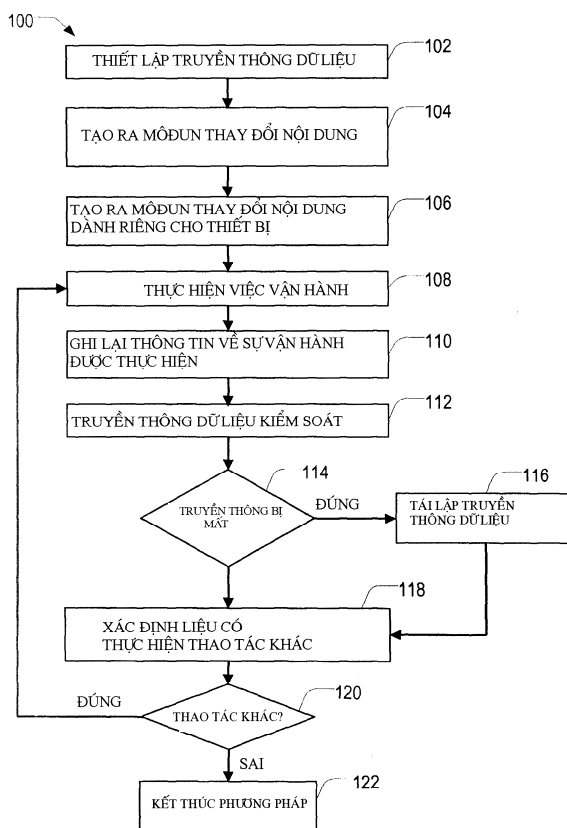 100
THIẾT LẬP TRUYỀN THÔNG DỮ LIỆU
102
TẠO RA MÔĐUN THAY ĐỔI NỘI DUNG
104
TẠO RA MÔĐUN THAY ĐỔI NỘI DUNG
DÀNH RIÊNG CHO THIẾT BỊ
106
THỰC HIỆN VIỆC VẬN HÀNH
108
GHI LẠI THÔNG TIN VỀ SỰ VẬN HÀNH
ĐƯỢC THỰC HIỆN
110
TRUYỀN THÔNG DỮ LIỆU KIỂM SOÁT
112
TRUYỀN THÔNG BỊ
MẤT
114
ĐÚNG
TÁI LẬP TRUYỀN
THÔNG DỮ LIỆU
116
XÁC ĐỊNH LIỆU CÓ
THỰC HIỆN THAO TÁC KHÁC
118
ĐÚNG
THAO TÁC KHÁC?
120
SAI
KẾT THÚC PHƯƠNG PHÁP
122